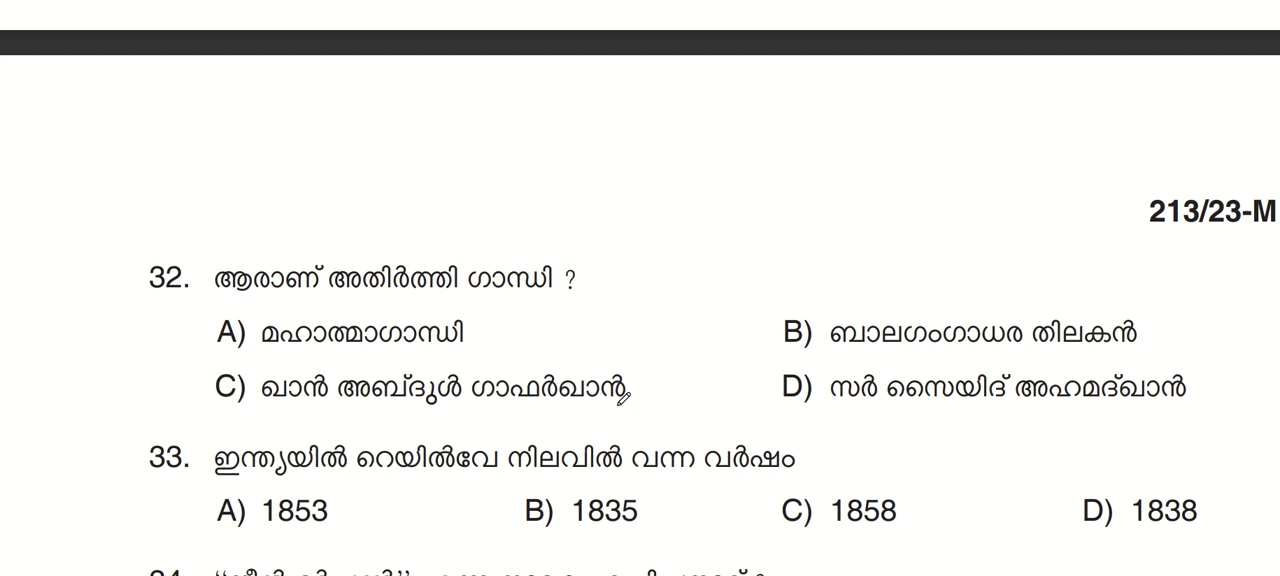 213/23-M
32. ആരാണ് അതിർത്തി ഗാന്ധി ?
A) മഹാത്മാഗാന്ധി B) ബാലഗംഗാധര തിലകൻ
C) ഖാൻ അബ്ദുൾ ഗാഫർഖാൻ D) സർ സൈയിദ് അഹമദ്ഖാൻ
33. ഇന്ത്യയിൽ റെയിൽവേ നിലവിൽ വന്ന വർഷം
A) 1853 B) 1835 C) 1858 D) 1838